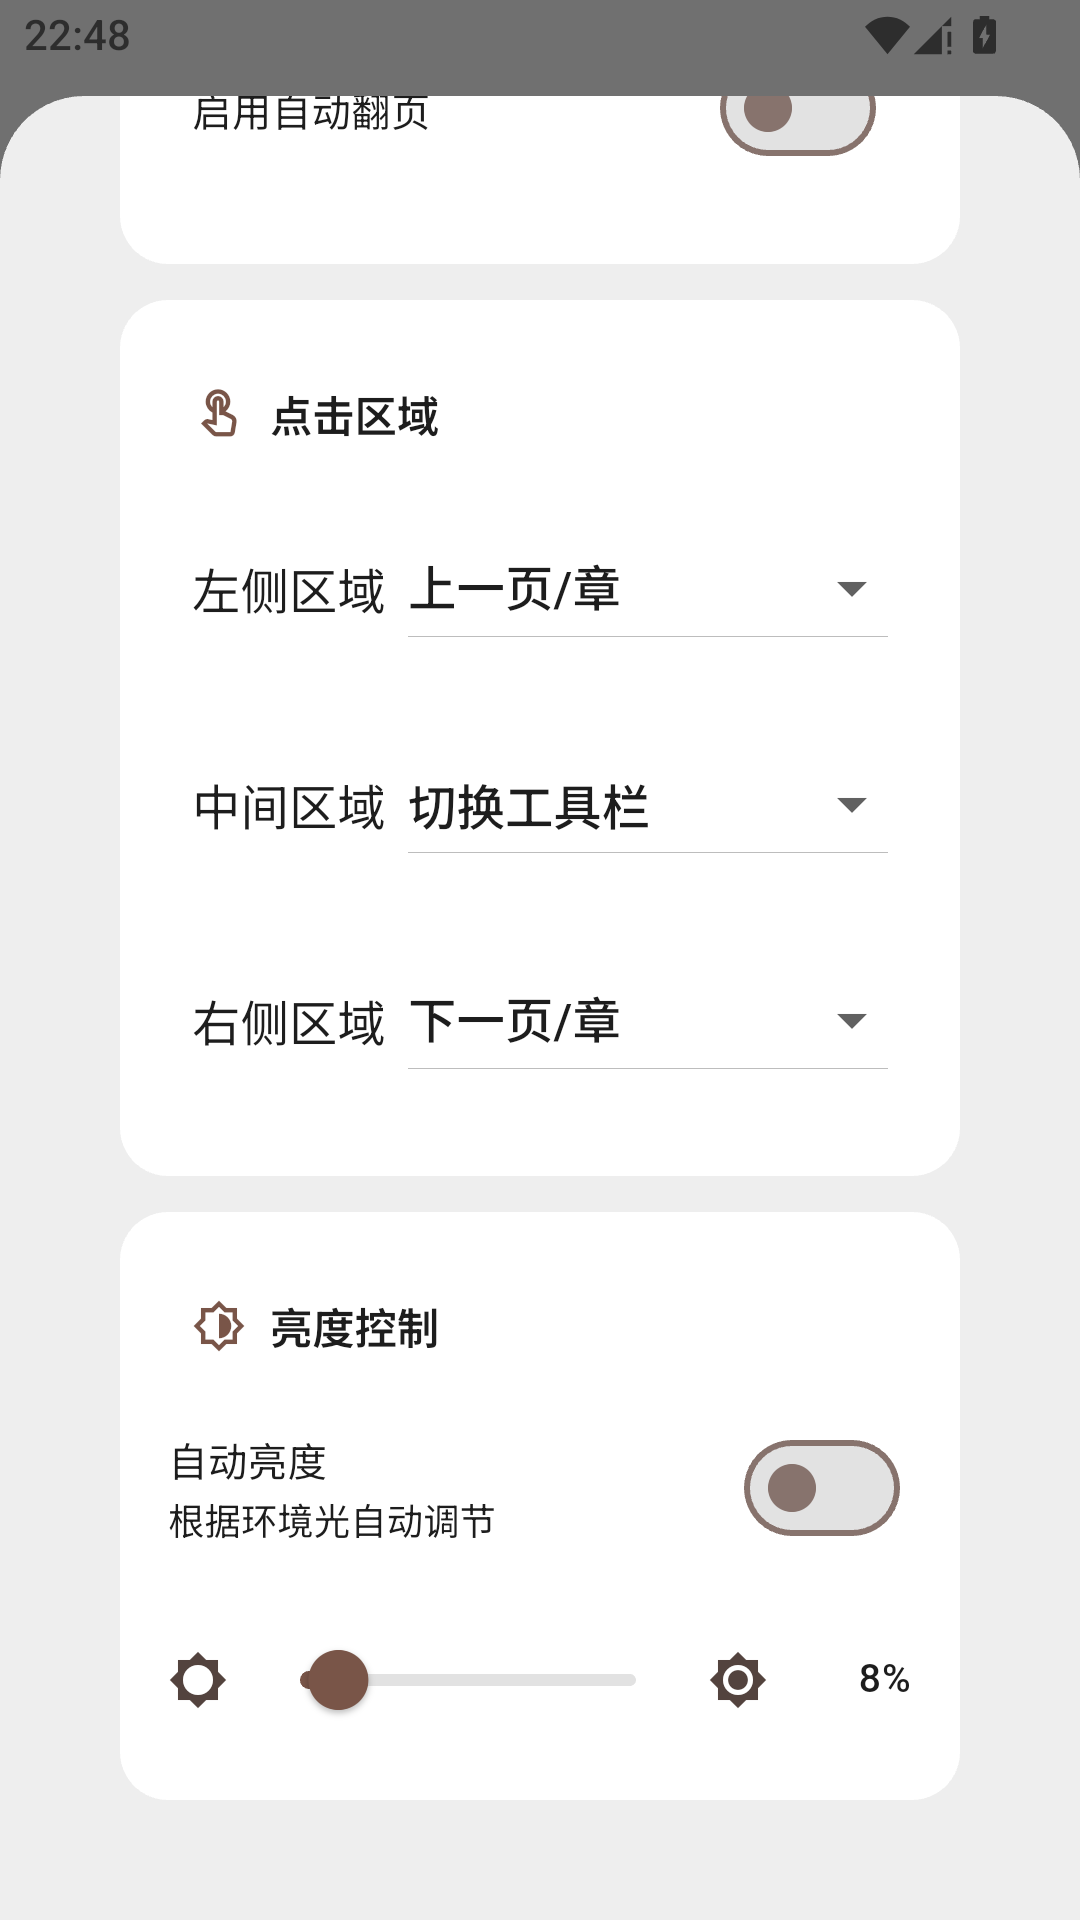 22:48
启用自动翻页
点击区域
左侧区域 上一页/章
中间区域 切换工具栏
右侧区域 下一页/章
亮度控制
自动亮度
根据环境光自动调节
8%